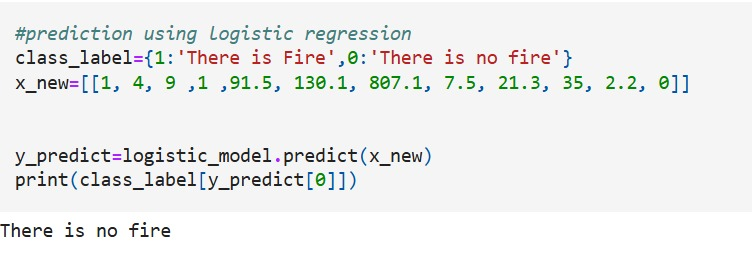 #prediction using logistic regression
class_label={1:'There is Fire',0:'There is no fire'}
x_new=[[1, 4, 9 ,1 ,91.5, 130.1, 807.1, 7.5, 21.3, 35, 2.2, 0]]
y_predict=logistic_model.predict(x_new)
print(class_label[y_predict[0]])
There is no fire